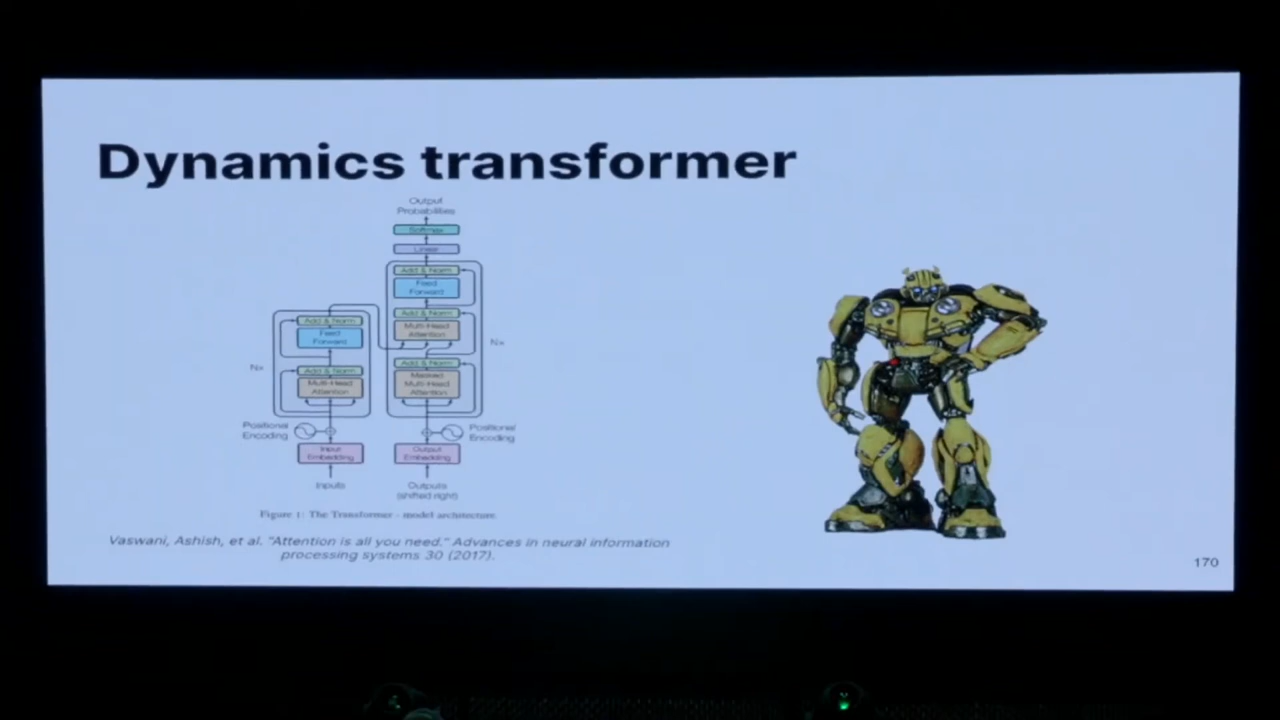 Dynamics transformer
Output
Probabilities
Softmax
Linear
Add & Norm
Feed
Forward
Add & Norm
Multi-Head
Attention
Add & Norm
Masked
Multi-Head
Attention
N×
Add & Norm
Feed
Forward
Add & Norm
Multi-Head
Attention
N×
Positional
Encoding
Positional
Encoding
Input
Embedding
Output
Embedding
Inputs
Outputs
(shifted right)
Figure 1: The Transformer - model architecture.
Vaswani, Ashish, et al. "Attention is all you need." Advances in neural information
processing systems 30 (2017).
170